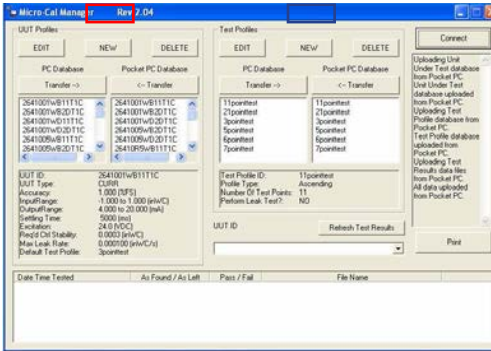 Micro-Cal Manager Rev 7.04
UUT Profiles
EDIT NEW DELETE
PC Database Pocket PC Database
Transfer -> <- Transfer
2641001WB11T1C
2641001WB2DT1C
2641001WD11T1C
2641001WD2DT1C
2641005WB11T1C
2641005WB2DT1C
2641001WB11T1C
2641001WB2DT1C
2641003WB2DT1C
2641005WB11T1C
2641005WB2DT1C
26410R5WB11T1C
UUT ID: 2641001WB11T1C
UUT Type: CURR
Accuracy: 1.000 (%FS)
InputRange: -1.000 to 1.000 (inWC)
OutputRange: 4.000 to 20.000 (mA)
Settling Time: 5000 (ms)
Excitation: 24.0 (VDC)
Req'd Ctrl Stability: 0.0003 (inWC)
Max Leak Rate: 0.000100 (inWC/s)
Default Test Profile: 3pointtest
Test Profiles
EDIT NEW DELETE
PC Database Pocket PC Database
Transfer -> <- Transfer
11pointtest
21pointtest
3pointtest
5pointtest
6pointtest
7pointtest
11pointtest
21pointtest
3pointtest
5pointtest
6pointtest
7pointtest
Test Profile ID: 11pointtest
Profile Type: Ascending
Number Of Test Points: 11
Perform Leak Test?: NO
UUT ID Refresh Test Results
Connect
Uploading Unit
Under Test database
from Pocket PC.
Unit Under Test
database uploaded
from Pocket PC.
Uploading Test
Profile database from
Pocket PC.
Test Profile database
uploaded from
Pocket PC.
Uploading Test
Results data files
from Pocket PC.
All data uploaded
from Pocket PC.
Print
Date Time Tested As Found / As Left Pass / Fail File Name